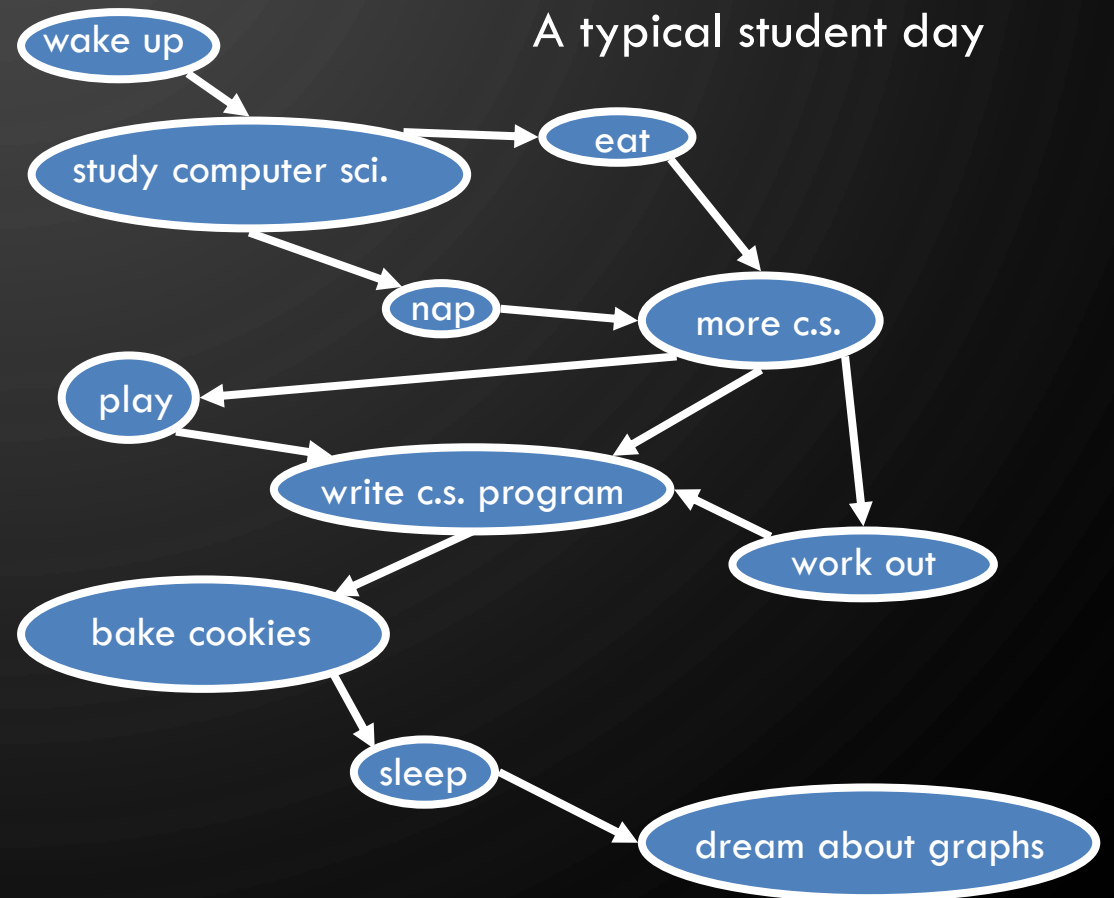 A typical student day
wake up
study computer sci.
eat
nap
more c.s.
play
write c.s. program
work out
bake cookies
sleep
dream about graphs